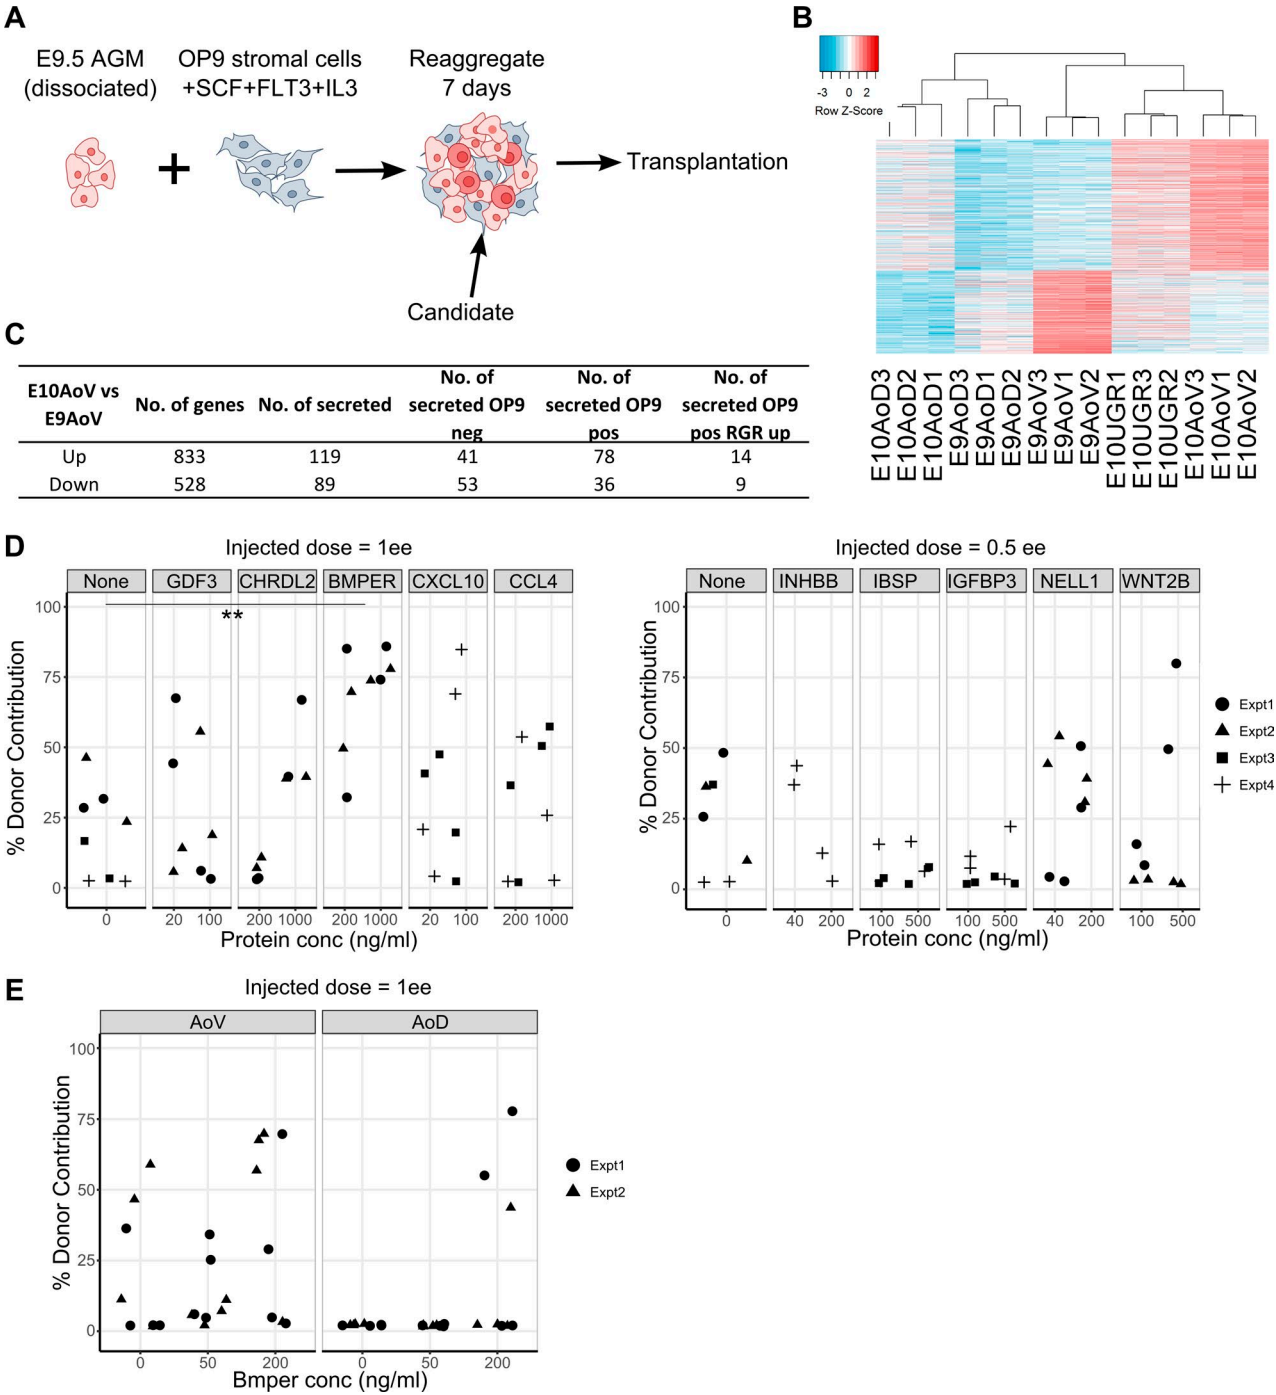 A
E9.5 AGM
(dissociated)
OP9 stromal cells
+SCF+FLT3+IL3
Reaggregate
7 days
Transplantation
Candidate
B
-3 0 2
Row Z-Score
E10AoD3
E10AoD2
E10AoD1
E9AoD3
E9AoD1
E9AoD2
E9AoV3
E9AoV1
E9AoV2
E10UGR1
E10UGR3
E10UGR2
E10AoV3
E10AoV1
E10AoV2
C
E10AoV vs E9AoV No. of genes No. of secreted No. of secreted OP9 neg No. of secreted OP9 pos No. of secreted OP9 pos RGR up
Up 833 119 41 78 14
Down 528 89 53 36 9
D
Injected dose = 1ee
None GDF3 CHRDL2 BMPER CXCL10 CCL4
**
% Donor Contribution
100
75
50
25
0
0 20 100 200 1000 200 1000 20 100 200 1000
Protein conc (ng/ml)
Injected dose = 0.5 ee
None INHBB IBSP IGFBP3 NELL1 WNT2B
% Donor Contribution
100
75
50
25
0
0 40 200 100 500 100 500 40 200 100 500
Protein conc (ng/ml)
Expt1
Expt2
Expt3
Expt4
E
Injected dose = 1ee
AoV AoD
% Donor Contribution
100
75
50
25
0
0 50 200 0 50 200
Bmper conc (ng/ml)
Expt1
Expt2